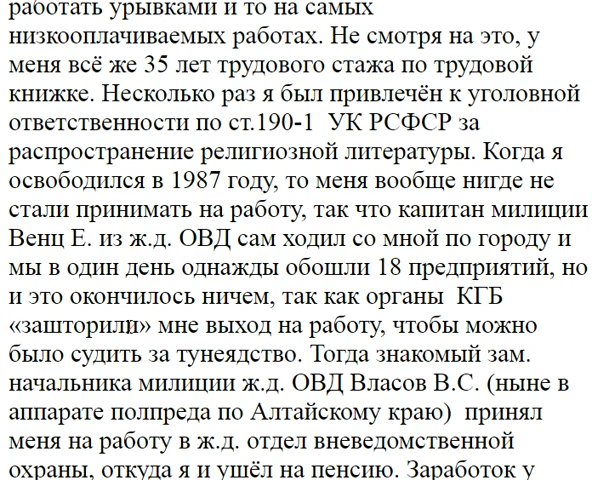 работать урывками и то на самых
низкооплачиваемых работах. Не смотря на это, у
меня всё же 35 лет трудового стажа по трудовой
книжке. Несколько раз я был привлечён к уголовной
ответственности по ст.190-1  УК РСФСР за
распространение религиозной литературы. Когда я
освободился в 1987 году, то меня вообще нигде не
стали принимать на работу, так что капитан милиции
Венц Е. из ж.д. ОВД сам ходил со мной по городу и
мы в один день однажды обошли 18 предприятий, но
и это окончилось ничем, так как органы  КГБ
«зашторили» мне выход на работу, чтобы можно
было судить за тунеядство. Тогда знакомый зам.
начальника милиции ж.д. ОВД Власов В.С. (ныне в
аппарате полпреда по Алтайскому краю)  принял
меня на работу в ж.д. отдел вневедомственной
охраны, откуда я и ушёл на пенсию. Заработок у